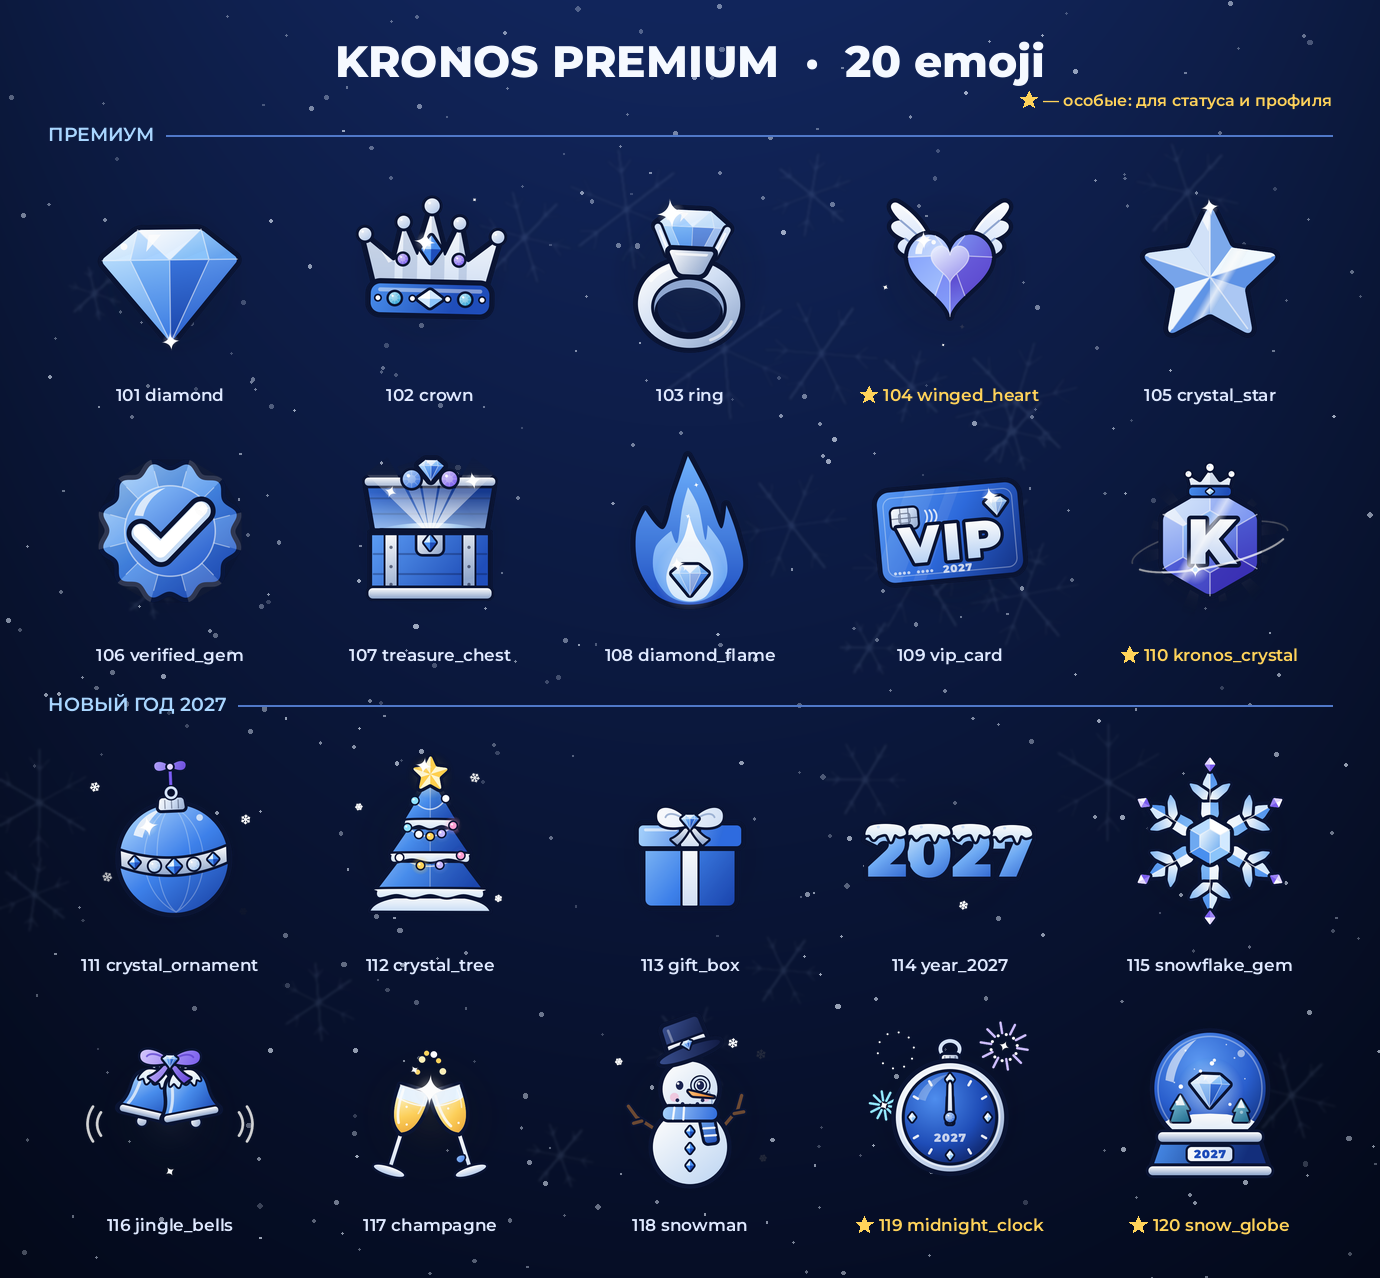 KRONOS PREMIUM • 20 emoji
★ — особые: для статуса и профиля
ПРЕМИУМ
101 diamond
102 crown
103 ring
★ 104 winged_heart
105 crystal_star
VIP
2027
K
106 verified_gem
107 treasure_chest
108 diamond_flame
109 vip_card
★ 110 kronos_crystal
НОВЫЙ ГОД 2027
2027
111 crystal_ornament
112 crystal_tree
113 gift_box
114 year_2027
115 snowflake_gem
2027
2027
116 jingle_bells
117 champagne
118 snowman
★ 119 midnight_clock
★ 120 snow_globe